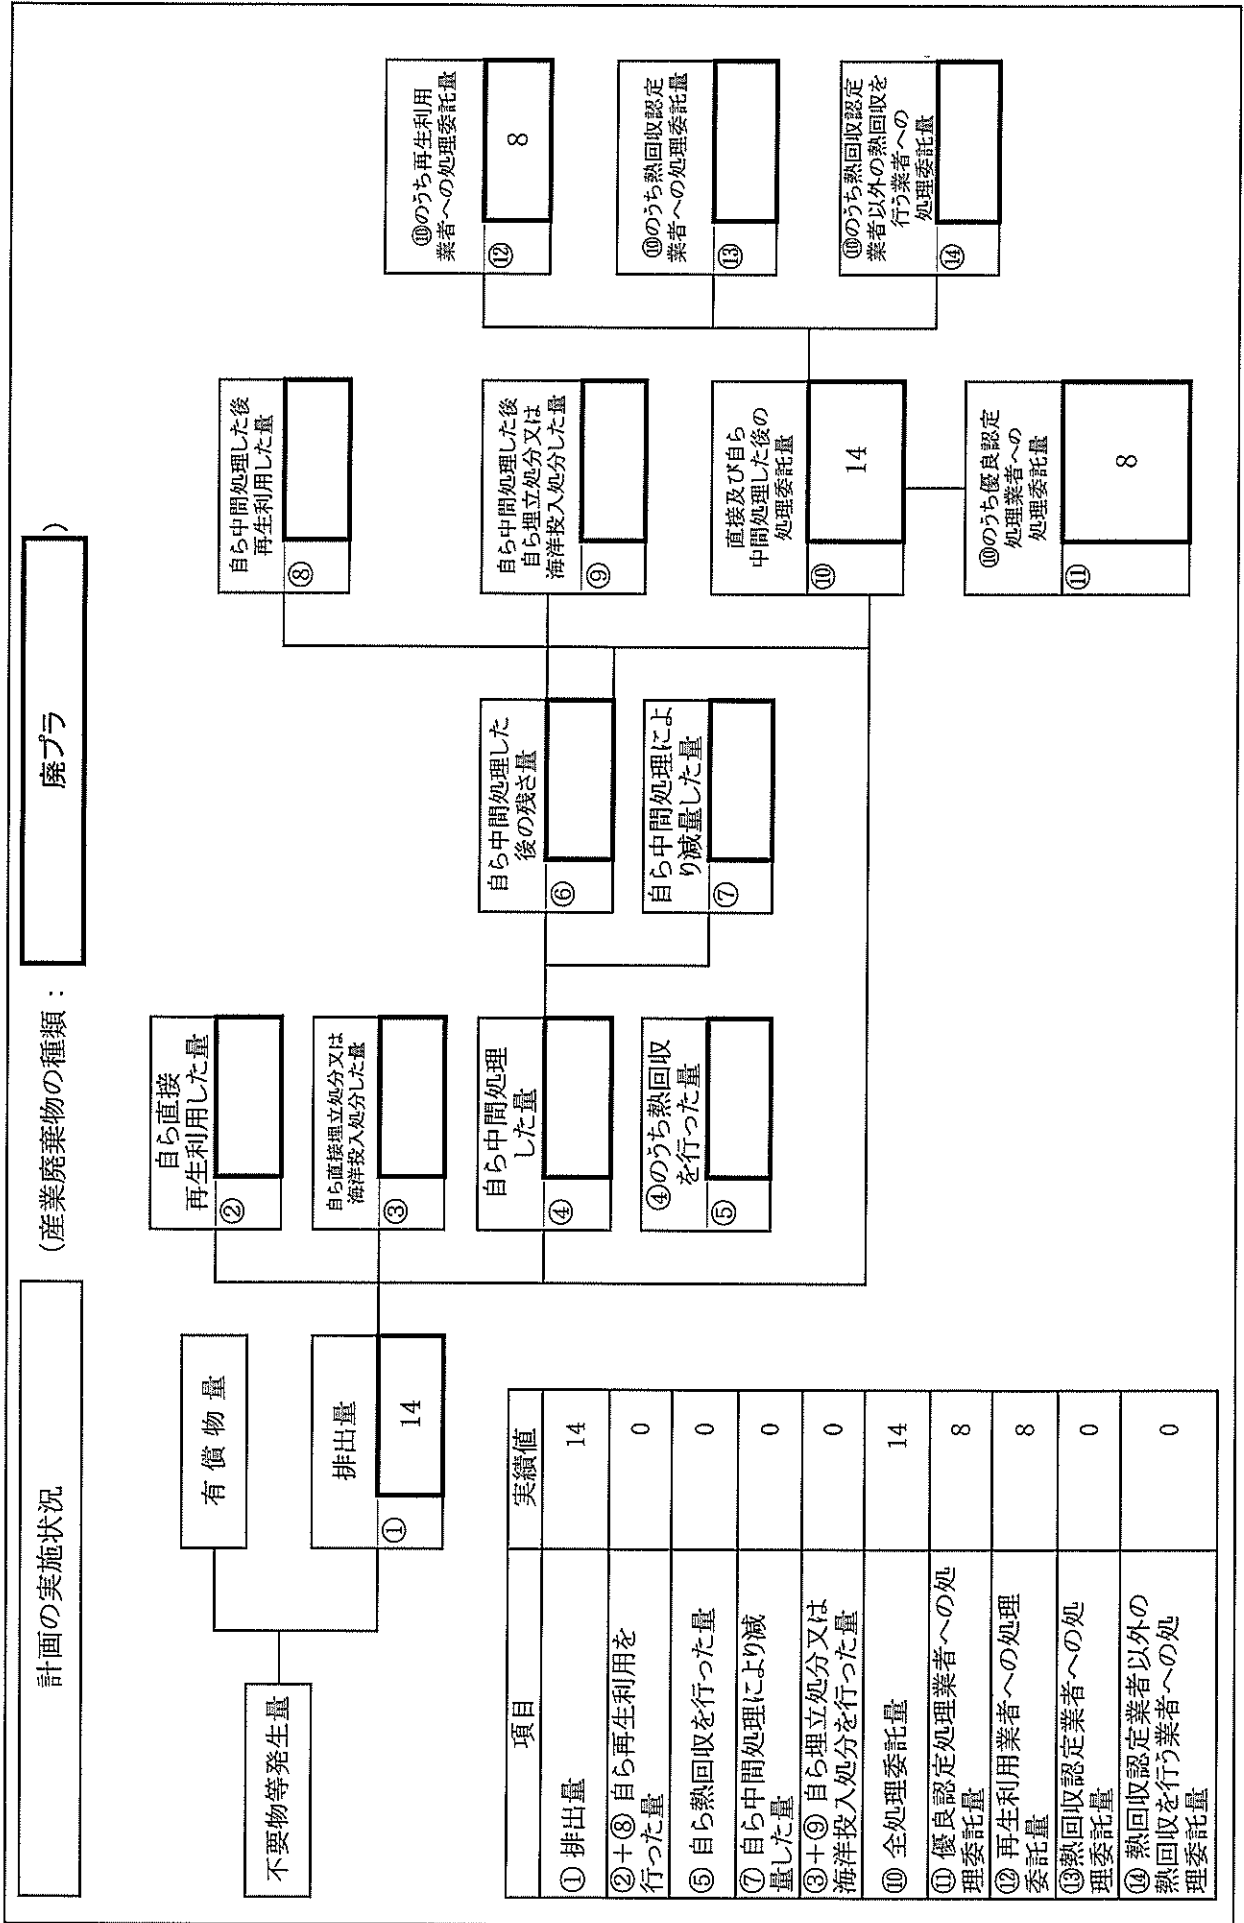 計画の実施状況
（産業廃棄物の種類：
廃プラ
）
不要物等発生量
有 償 物 量
排出量
①
14
自ら直接
再生利用した量
②
自ら直接埋立処分又は
海洋投入処分した量
③
自ら中間処理
した量
④
④のうち熱回収
を行った量
⑤
自ら中間処理した
後の残さ量
⑥
自ら中間処理によ
り減量した量
⑦
自ら中間処理した後
再生利用した量
⑧
自ら中間処理した後
自ら埋立処分又は
海洋投入処分した量
⑨
直接及び自ら
中間処理した後の
処理委託量
⑩
14
⑩のうち優良認定
処理業者への
処理委託量
⑪
8
⑩のうち再生利用
業者への処理委託量
⑫
8
⑩のうち熱回収認定
業者への処理委託量
⑬
⑩のうち熱回収認定
業者以外の熱回収を
行う業者への
処理委託量
⑭
項目
実績値
① 排出量
14
②＋⑧ 自ら再生利用を
行った量
0
⑤ 自ら熱回収を行った量
0
⑦ 自ら中間処理により減
量した量
0
③＋⑨ 自ら埋立処分又は
海洋投入処分を行った量
0
⑩ 全処理委託量
14
⑪ 優良認定処理業者への処
理委託量
8
⑫ 再生利用業者への処理
委託量
8
⑬熱回収認定業者への処
理委託量
0
⑭ 熱回収認定業者以外の
熱回収を行う業者への処
理委託量
0